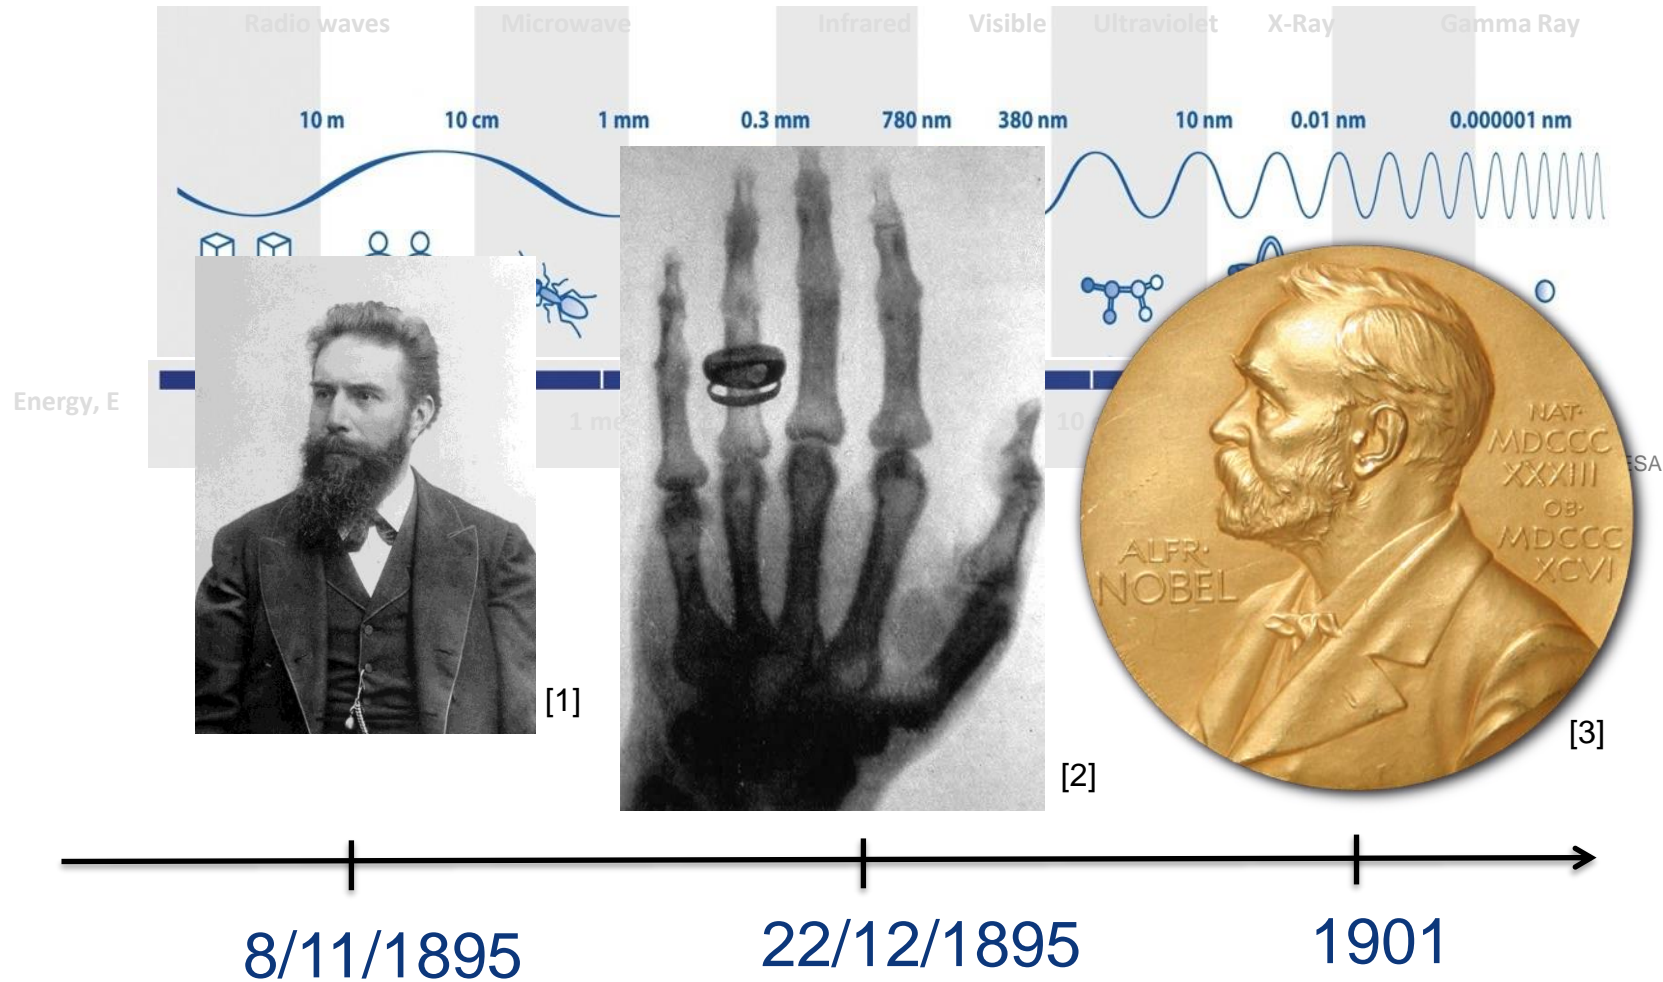 Radio waves Microwave Infrared Visible Ultraviolet X-Ray Gamma Ray
10 m 10 cm 1 mm 0.3 mm 780 nm 380 nm 10 nm 0.01 nm 0.000001 nm
Energy, E
10
ESA
NAT·
MDCCC
XXXIII
OB·
MDCCC
XCVI
ALFR·
NOBEL
[1]
[2]
[3]
8/11/1895
22/12/1895
1901